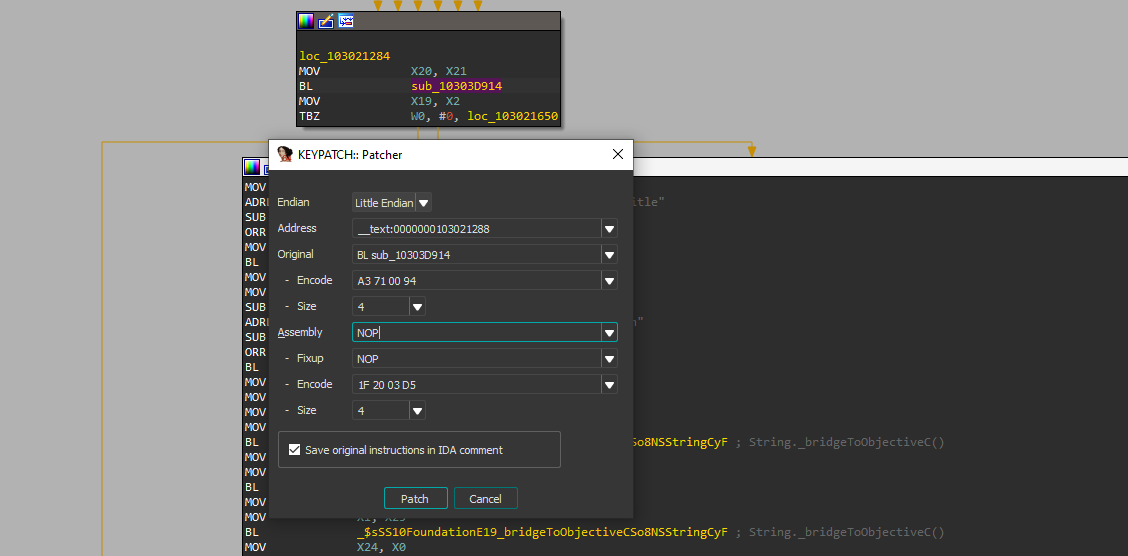 loc_103021284
MOV X20, X21
BL sub_10303D914
MOV X19, X2
TBZ W0, #0, loc_103021650
KEYPATCH:: Patcher
Endian Little Endian
Address __text:0000000103021288
Original BL sub_10303D914
- Encode A3 71 00 94
- Size 4
Assembly NOP
- Fixup NOP
- Encode 1F 20 03 D5
- Size 4
Save original instructions in IDA comment
Patch Cancel
MOV
ADRL itle"
SUB
ORR
MOV
BL
MOV
MOV
SUB
ADRL n"
SUB
ORR
BL
MOV
MOV
MOV
MOV
BL So8NSStringCyF ; String._bridgeToObjectiveC()
MOV
MOV
BL
MOV
MOV X1, X25
BL _$sSS10FoundationE19_bridgeToObjectiveCSo8NSStringCyF ; String._bridgeToObjectiveC()
MOV X24, X0